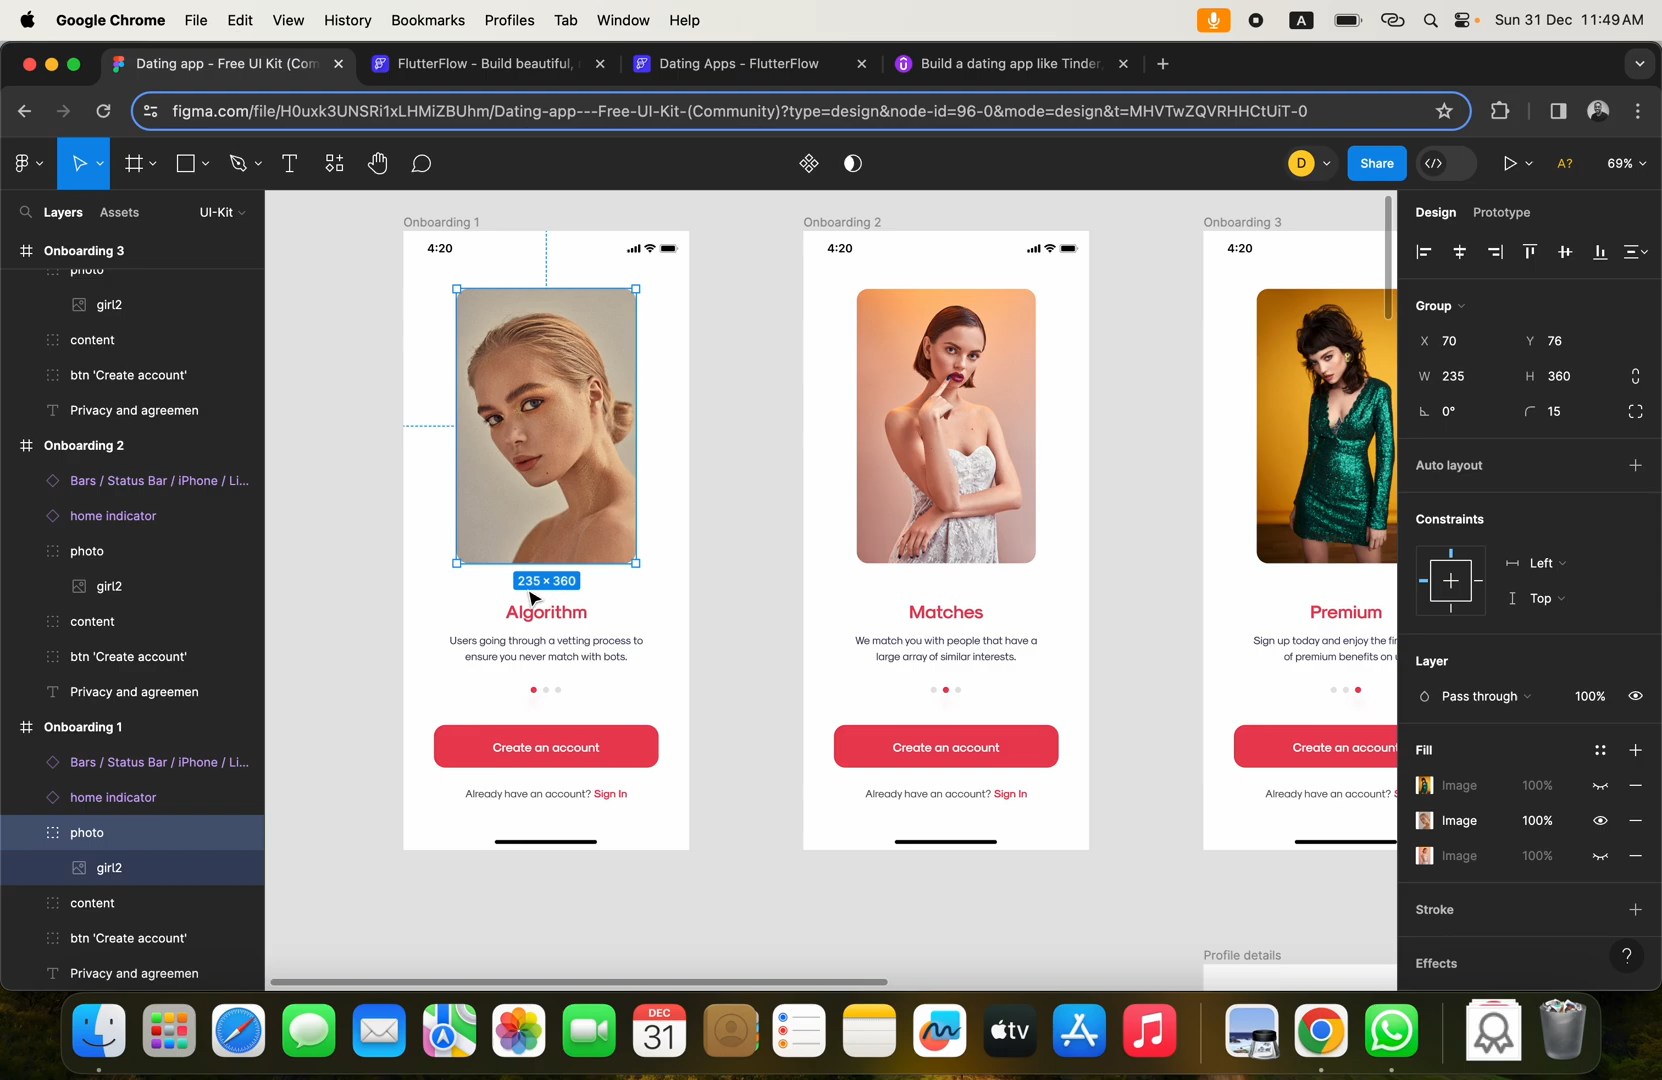 Google Chrome File Edit View History Bookmarks Profiles Tab Window Help A Sun 31 Dec 11:49 AM
Dating app - Free UI Kit (Com
FlutterFlow - Build beautiful,
Dating Apps - FlutterFlow
Build a dating app like Tinder,
figma.com/file/H0uxk3UNSRi1xLHMiZBUhm/Dating-app---Free-UI-Kit-(Community)?type=design&node-id=96-0&mode=design&t=MHVTwZQVRHHCtUiT-0
D
Share
A?
69%
Layers Assets UI-Kit
Onboarding 3
photo
girl2
content
btn 'Create account'
Privacy and agreemen
Onboarding 2
Bars / Status Bar / iPhone / Li...
home indicator
photo
girl2
content
btn 'Create account'
Privacy and agreemen
Onboarding 1
Bars / Status Bar / iPhone / Li...
home indicator
photo
girl2
content
btn 'Create account'
Privacy and agreemen
Onboarding 1
4:20
235 × 360
Algorithm
Users going through a vetting process to
ensure you never match with bots.
Create an account
Already have an account? Sign In
Onboarding 2
4:20
Matches
We match you with people that have a
large array of similar interests.
Create an account
Already have an account? Sign In
Onboarding 3
4:20
Premium
Sign up today and enjoy the
of premium benefits on
Create an
Already have an account?
Profile details
Design Prototype
Group
X 70 Y 76
W 235 H 360
0° 15
Auto layout
Constraints
Left
Top
Layer
Pass through 100%
Fill
Image 100%
Image 100%
Image 100%
Stroke
Effects
?
DEC
31
tv